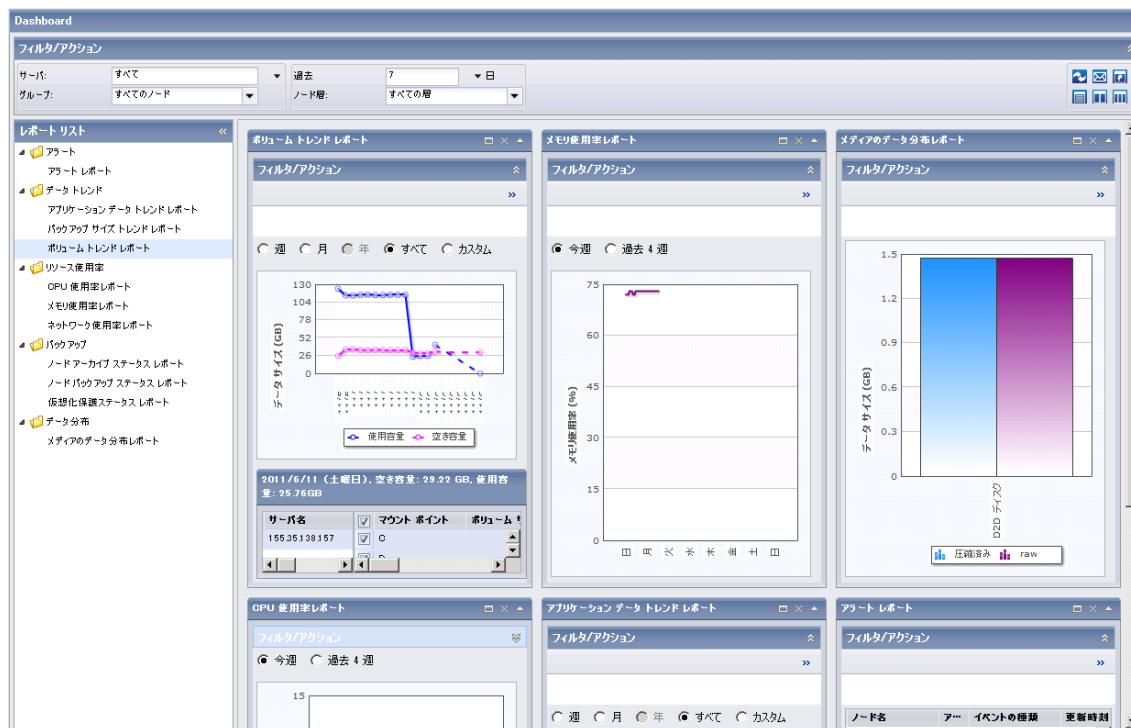 Dashboard
フィルタ/アクション
サーバ: すべて 過去 7 日
グループ: すべてのノード ノード層: すべての層
レポート リスト
アラート
アラート レポート
データ トレンド
アプリケーション データ トレンド レポート
バックアップ サイズ トレンド レポート
ボリューム トレンド レポート
リソース使用率
CPU 使用率レポート
メモリ使用率レポート
ネットワーク使用率レポート
バックアップ
ノード アーカイブ ステータス レポート
ノード バックアップ ステータス レポート
仮想化保護ステータス レポート
データ分布
メディアのデータ分布レポート
ボリューム トレンド レポート
フィルタ/アクション
週 月 年 すべて カスタム
130
104
78
52
26
0
データ サイズ (GB)
使用容量 空き容量
2011/6/11 (土曜日), 空き容量: 29.22 GB, 使用容
量: 25.76GB
サーバ名 マウント ポイント ボリューム
155.35.138.157 C
メモリ使用率レポート
フィルタ/アクション
今週 過去 4 週
75
60
45
30
15
0
メモリ使用率 (%)
日 月 火 水 木 金 土 日
メディアのデータ分布レポート
フィルタ/アクション
1.5
1.2
0.9
0.6
0.3
0
データ サイズ (GB)
D2D ディスク
圧縮済み raw
CPU 使用率レポート
フィルタ/アクション
今週 過去 4 週
15
アプリケーション データ トレンド レポート
フィルタ/アクション
週 月 年 すべて カスタム
アラート レポート
フィルタ/アクション
ノード名 ア... イベントの種類 更新時刻